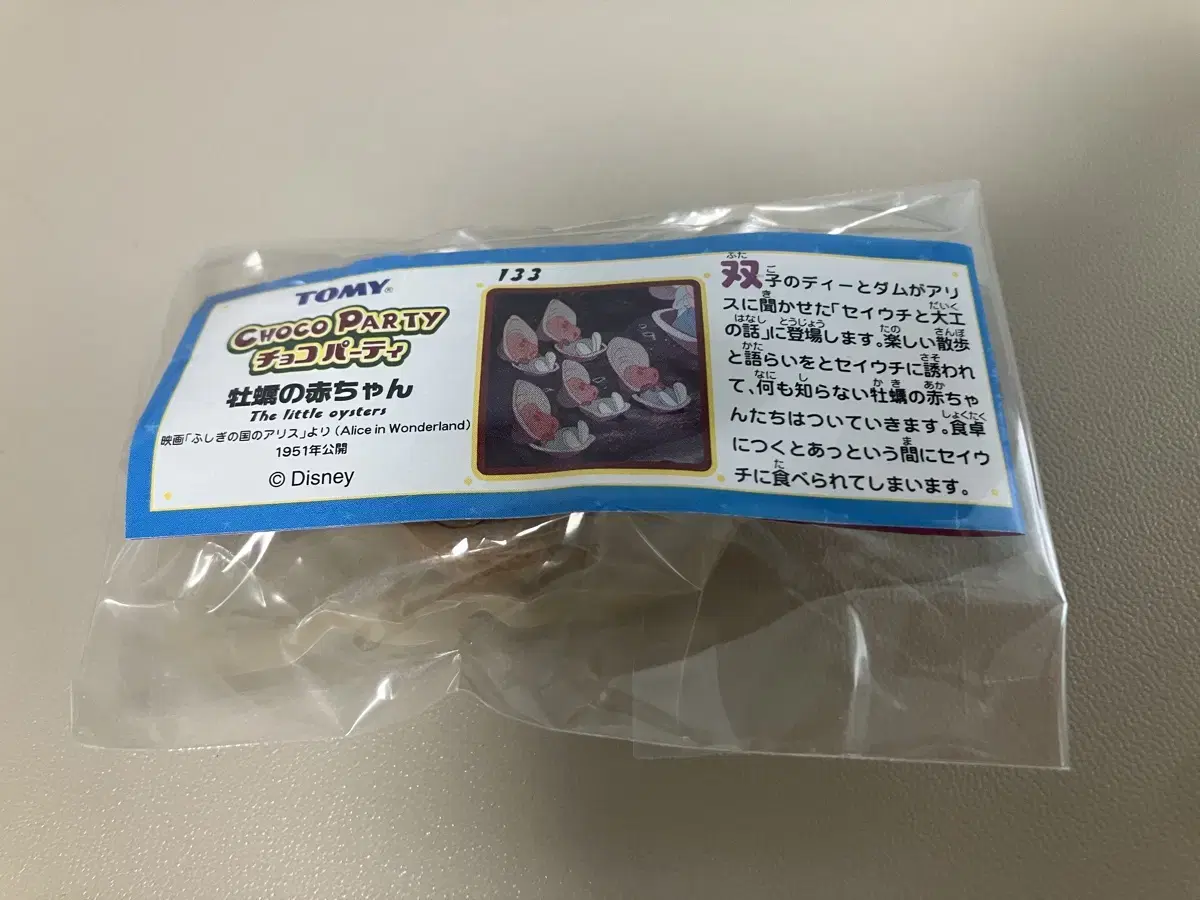 TOMY®
CHOCO PARTY
チョコパーティ
牡蠣の赤ちゃん
The little oysters
映画「ふしぎの国のアリス」より (Alice in Wonderland)
1951年公開
© Disney
133
双子のディーとダムがアリ
スに聞かせた「セイウチと大工
の話」に登場します。楽しい散歩
と語らいをとセイウチに誘われ
て、何も知らない牡蠣の赤ちゃ
んたちはついていきます。食卓
につくとあっという間にセイウ
チに食べられてしまいます。